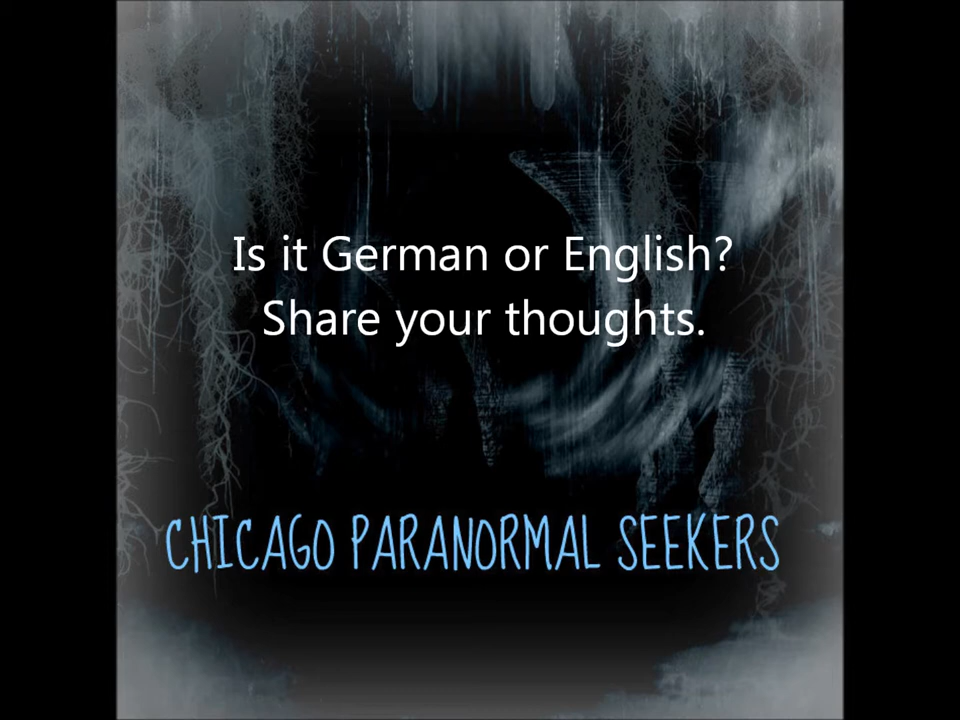 Is it German or English?
Share your thoughts.
CHICAGO PARANORMAL SEEKERS